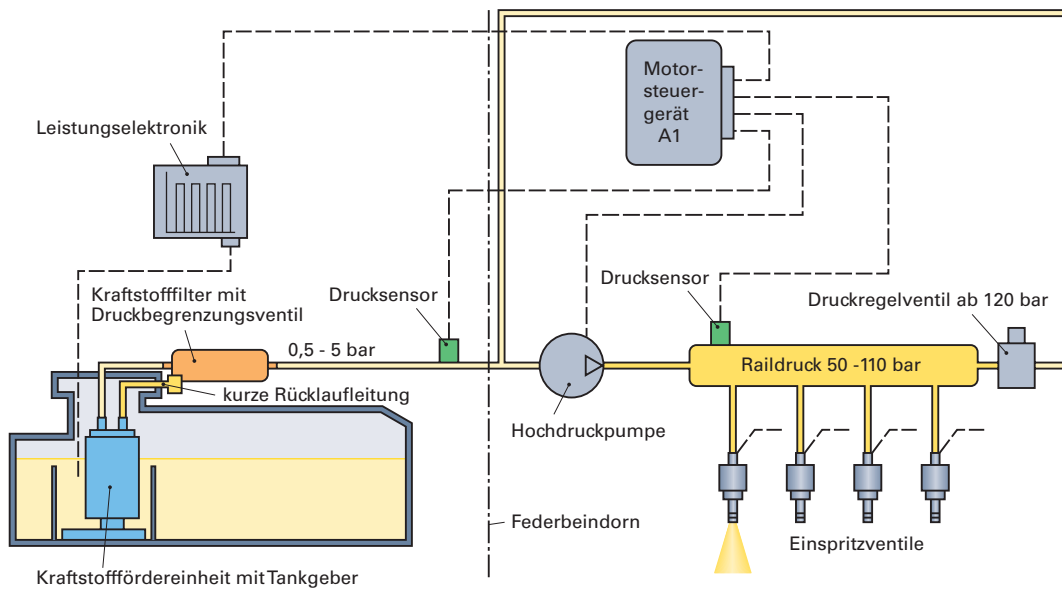 Motor-
steuer-
gerät
A1
Leistungselektronik
Kraftstofffilter mit
Druckbegrenzungsventil
Drucksensor
0,5 - 5 bar
kurze Rücklaufleitung
Drucksensor
Druckregelventil ab 120 bar
Raildruck 50 -110 bar
Hochdruckpumpe
Federbeindorn
Einspritzventile
Kraftstofffördereinheit mit Tankgeber